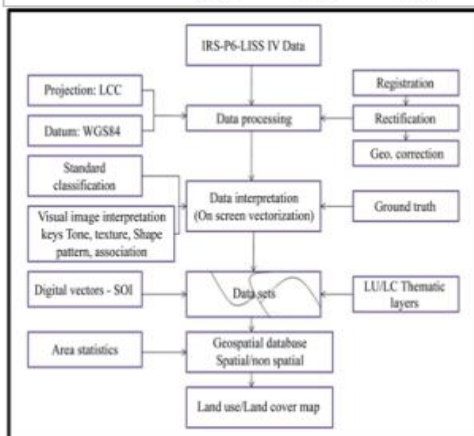 IRS-P6-LISS IV Data
Projection: LCC
Datum: WGS84
Data processing
Registration
Rectification
Geo. correction
Standard
classification
Visual image interpretation
keys Tone, texture, Shape
pattern, association
Data interpretation
(On screen vectorization)
Ground truth
Digital vectors - SOI
Data sets
LU/LC Thematic
layers
Area statistics
Geospatial database
Spatial/non spatial
Land use/Land cover map